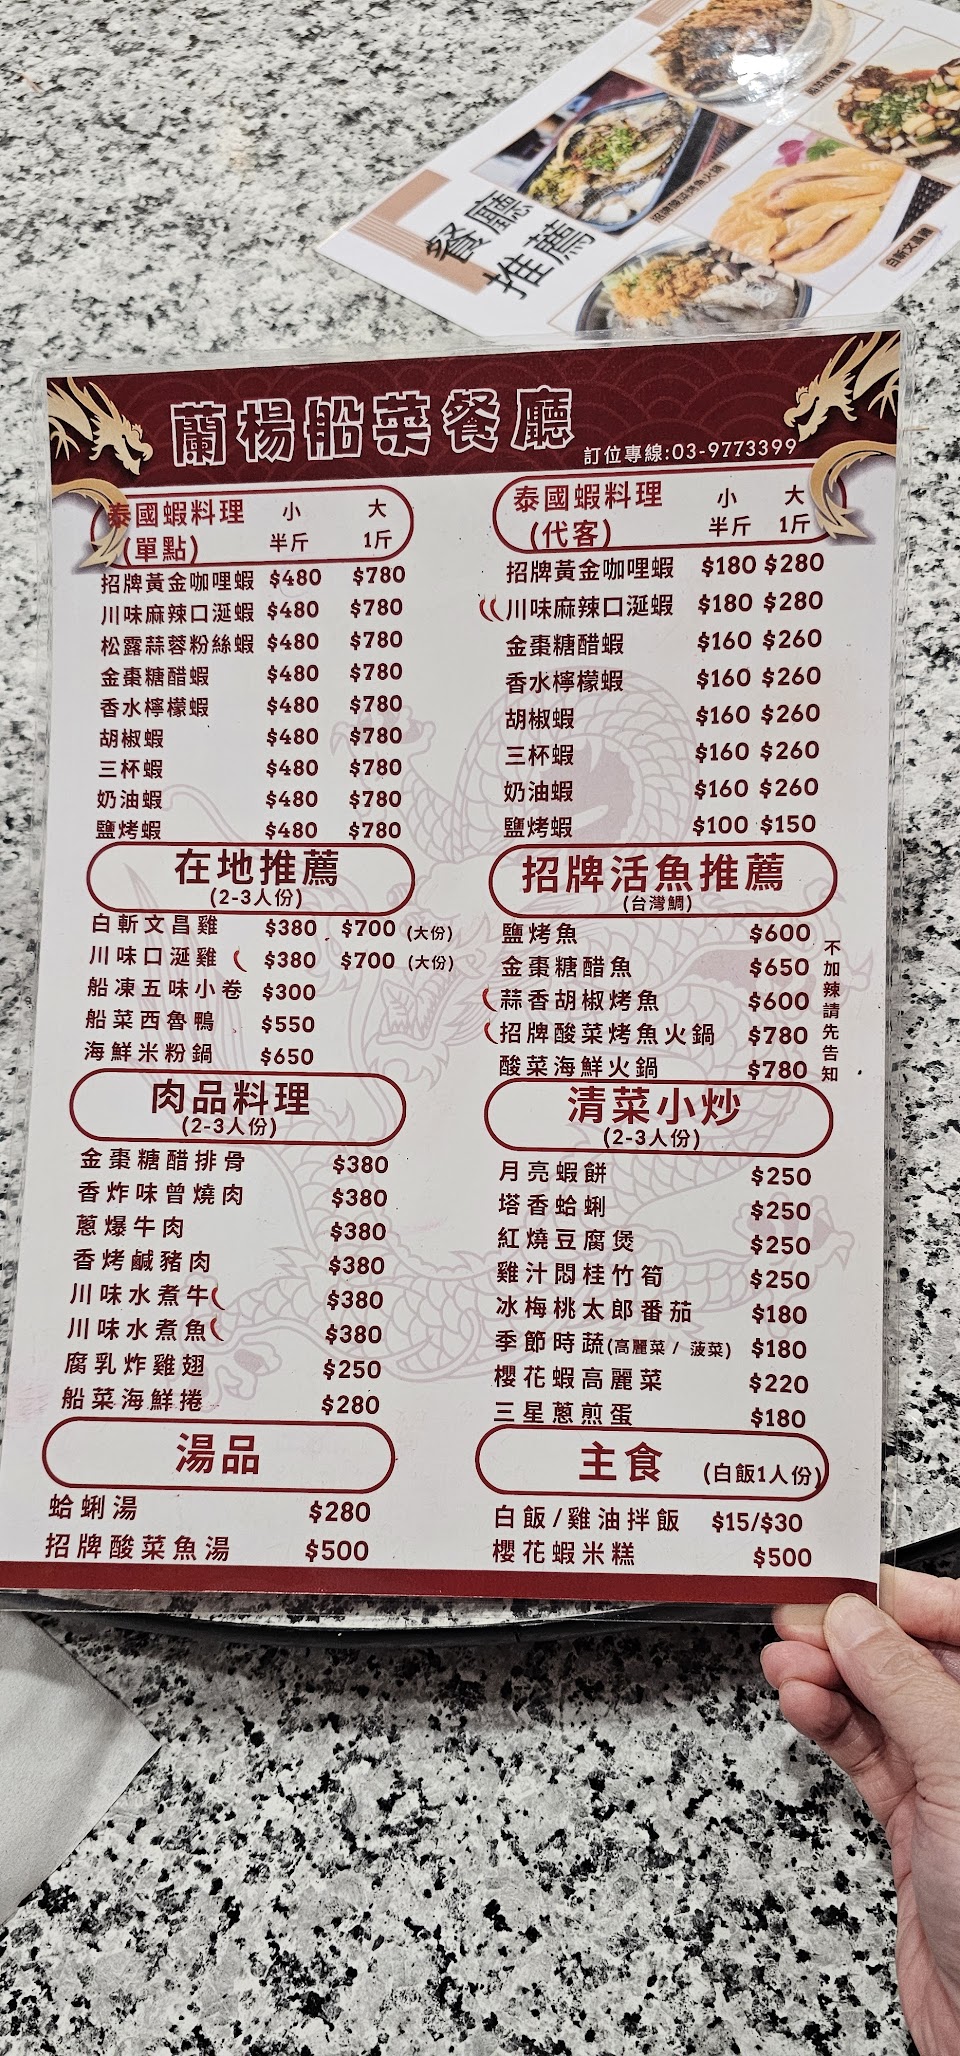 餐廳
推薦
招牌酸菜烤魚火鍋
白斬文昌雞
蘭楊船菜餐廳
訂位專線:03-9773399
泰國蝦料理 小 大
(單點) 半斤 1斤
招牌黃金咖哩蝦 $480 $780
川味麻辣口涎蝦 $480 $780
松露蒜蓉粉絲蝦 $480 $780
金棗糖醋蝦 $480 $780
香水檸檬蝦 $480 $780
胡椒蝦 $480 $780
三杯蝦 $480 $780
奶油蝦 $480 $780
鹽烤蝦 $480 $780
在地推薦
(2-3人份)
白斬文昌雞 $380 $700 (大份)
川味口涎雞 $380 $700 (大份)
船凍五味小卷 $300
船菜西魯鴨 $550
海鮮米粉鍋 $650
肉品料理
(2-3人份)
金棗糖醋排骨 $380
香炸味曾燒肉 $380
蔥爆牛肉 $380
香烤鹹豬肉 $380
川味水煮牛 $380
川味水煮魚 $380
腐乳炸雞翅 $250
船菜海鮮捲 $280
湯品
蛤蜊湯 $280
招牌酸菜魚湯 $500
泰國蝦料理 小 大
(代客) 半斤 1斤
招牌黃金咖哩蝦 $180 $280
川味麻辣口涎蝦 $180 $280
金棗糖醋蝦 $160 $260
香水檸檬蝦 $160 $260
胡椒蝦 $160 $260
三杯蝦 $160 $260
奶油蝦 $160 $260
鹽烤蝦 $100 $150
招牌活魚推薦
(台灣鯛)
鹽烤魚 $600
金棗糖醋魚 $650
蒜香胡椒烤魚 $600
招牌酸菜烤魚火鍋 $780
酸菜海鮮火鍋 $780
不加辣請先告知
清菜小炒
(2-3人份)
月亮蝦餅 $250
塔香蛤蜊 $250
紅燒豆腐煲 $250
雞汁悶桂竹筍 $250
冰梅桃太郎番茄 $180
季節時蔬(高麗菜/ 菠菜) $180
櫻花蝦高麗菜 $220
三星蔥煎蛋 $180
主食 (白飯1人份)
白飯/雞油拌飯 $15/$30
櫻花蝦米糕 $500